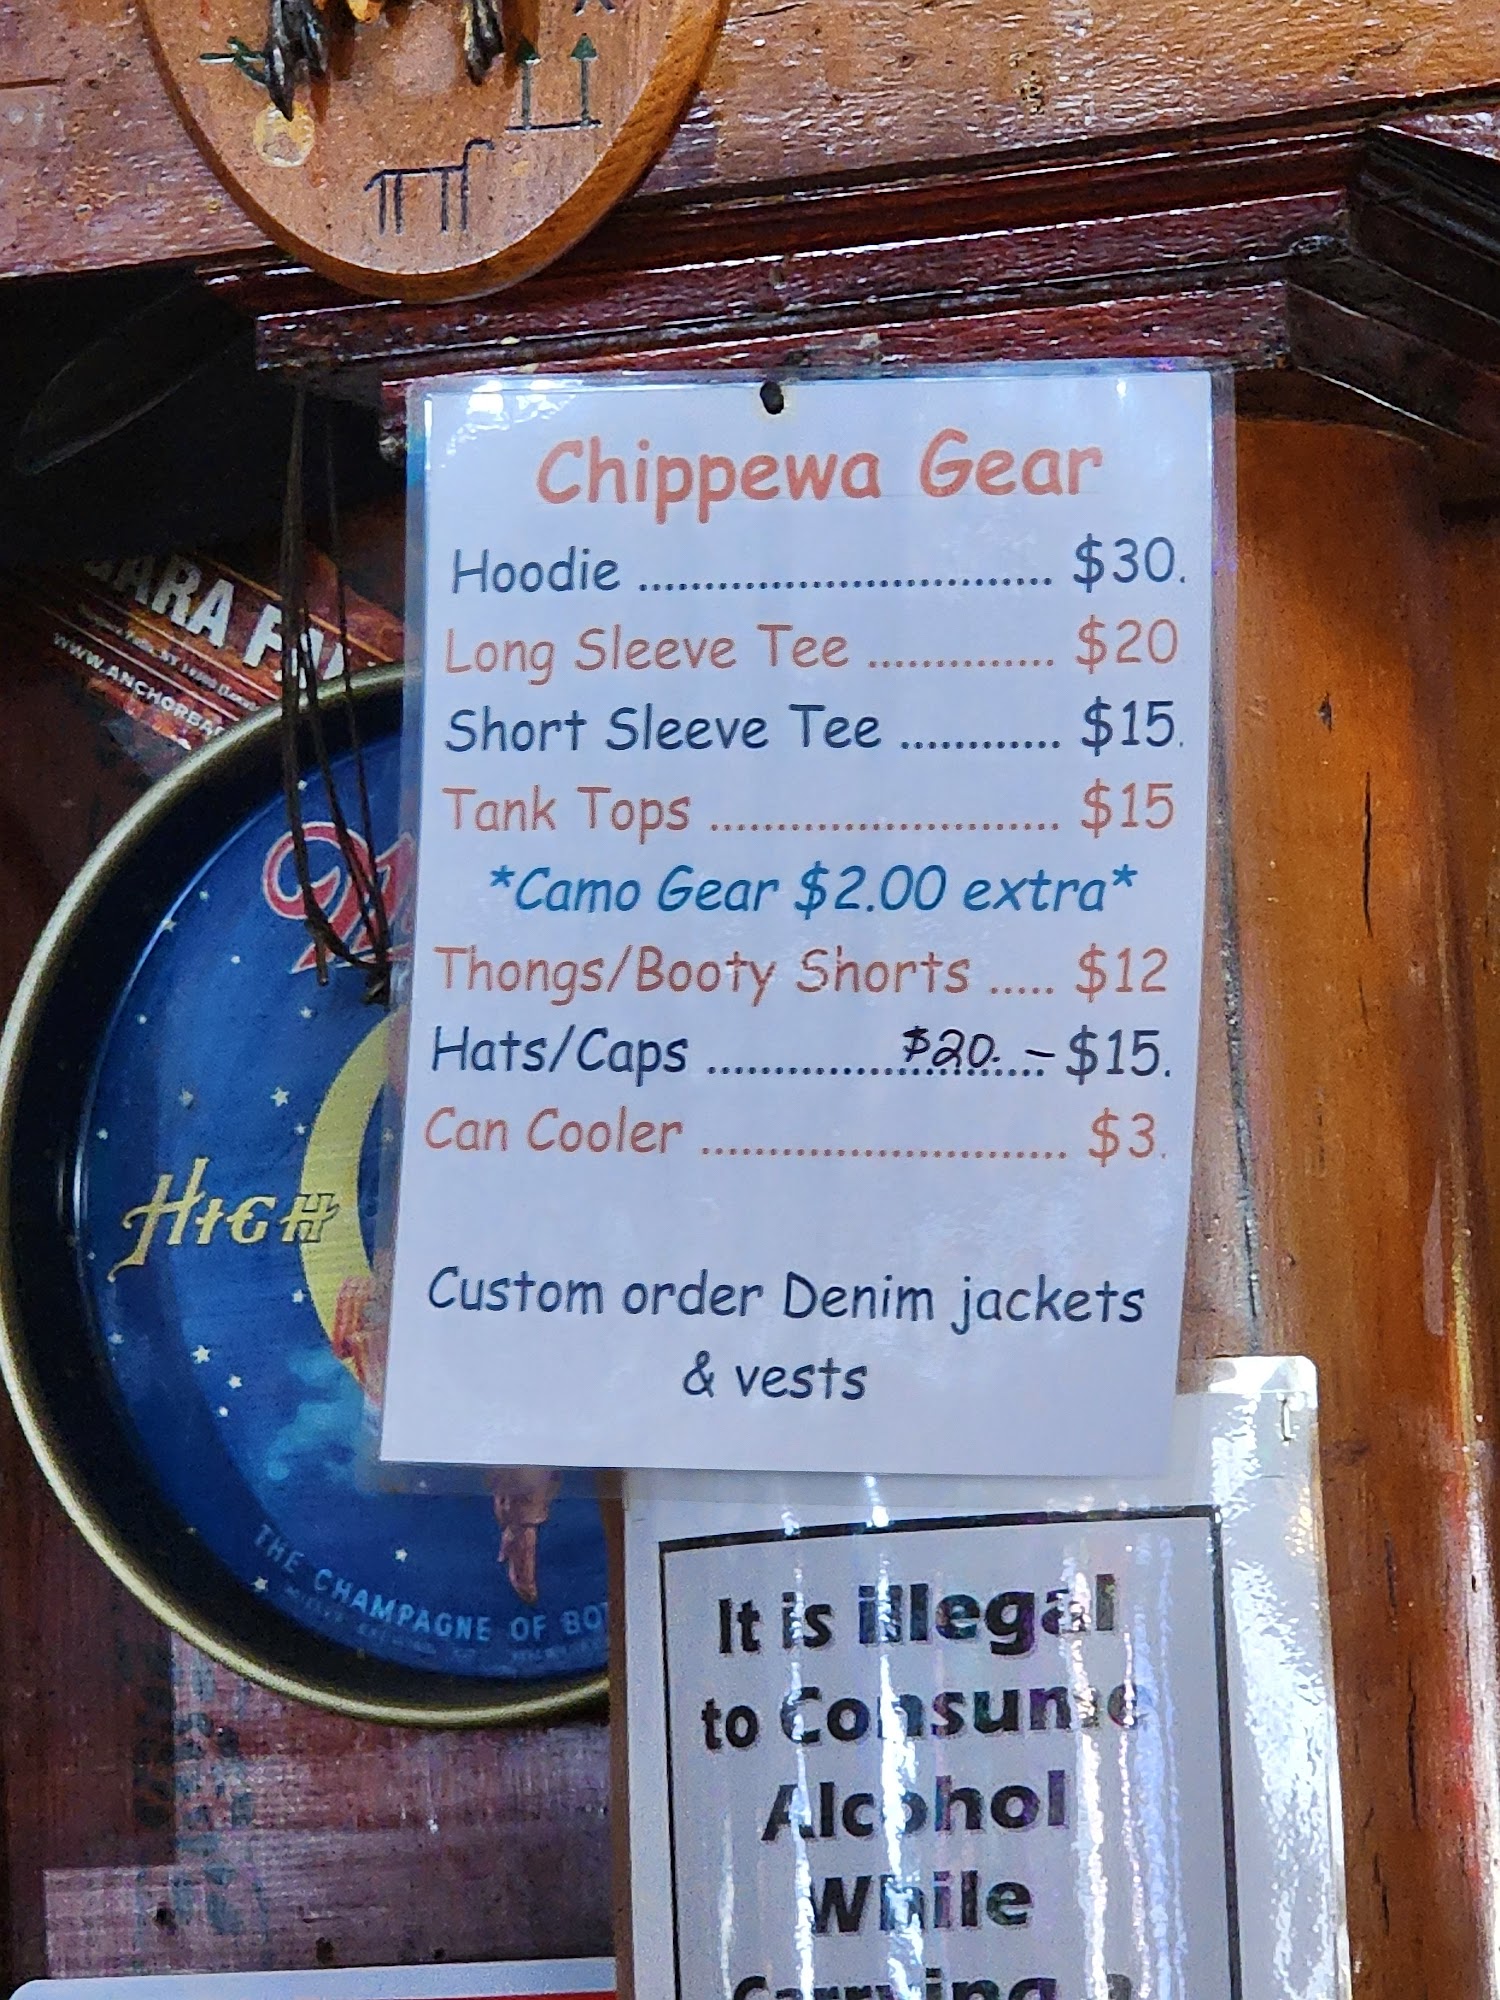 Chippewa Gear
Hoodie .............................. $30.
Long Sleeve Tee .............. $20
Short Sleeve Tee ............ $15.
Tank Tops .......................... $15
*Camo Gear $2.00 extra*
Thongs/Booty Shorts ..... $12
Hats/Caps ......................... $20. – $15.
Can Cooler ........................... $3.
Custom order Denim jackets
& vests
HIGH
THE CHAMPAGNE OF
It is illegal
to Consume
Alcohol
While
Carrying a